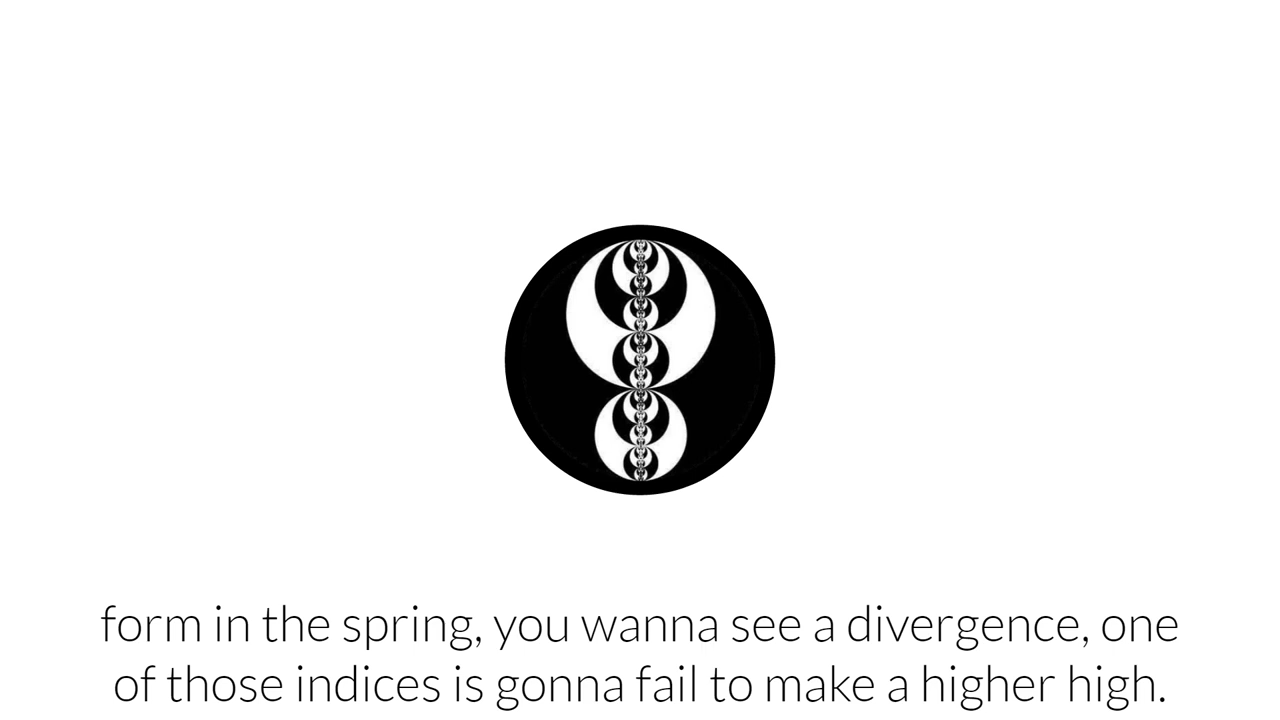 form in the spring, you wanna see a divergence, one
of those indices is gonna fail to make a higher high.